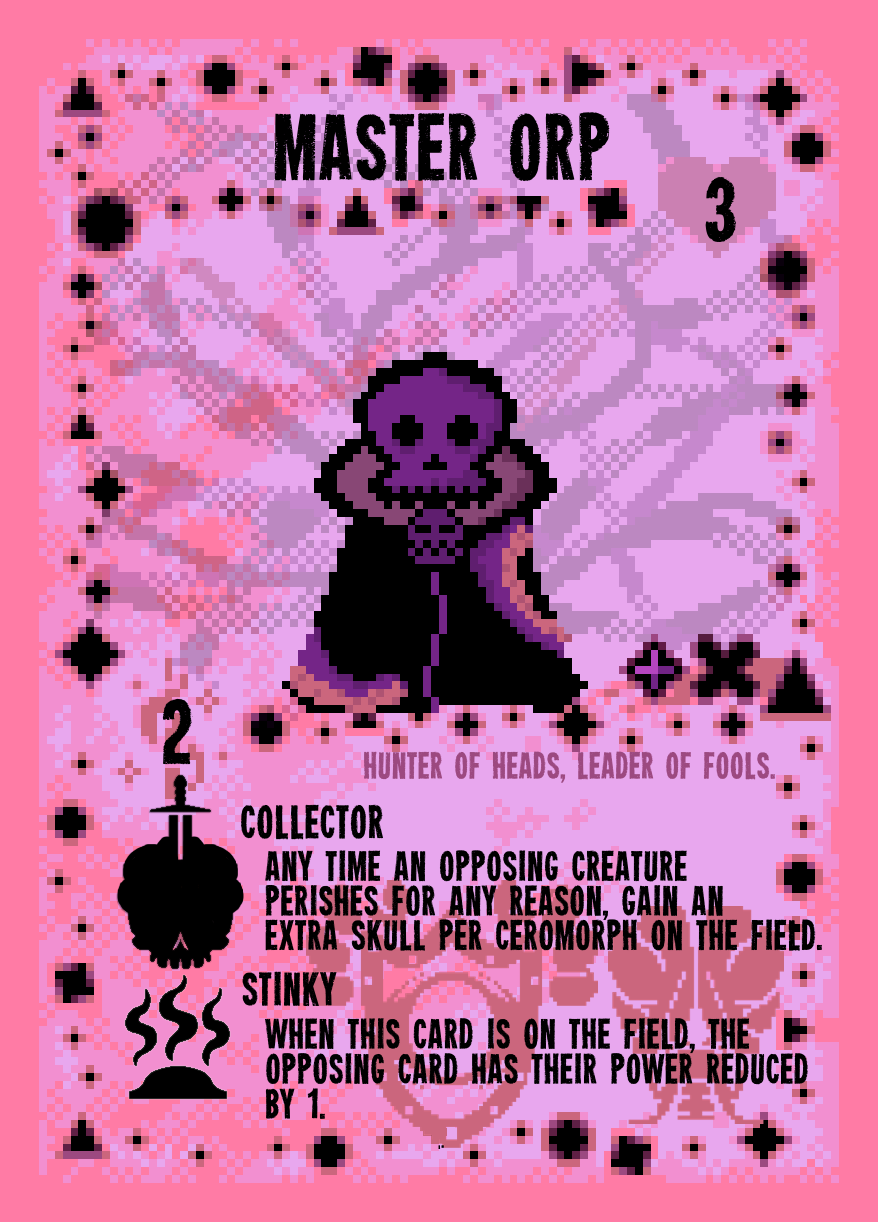 MASTER ORP
3
2
HUNTER OF HEADS, LEADER OF FOOLS.
COLLECTOR
ANY TIME AN OPPOSING CREATURE
PERISHES FOR ANY REASON, GAIN AN
EXTRA SKULL PER CEROMORPH ON THE FIELD.
STINKY
WHEN THIS CARD IS ON THE FIELD, THE
OPPOSING CARD HAS THEIR POWER REDUCED
BY 1.